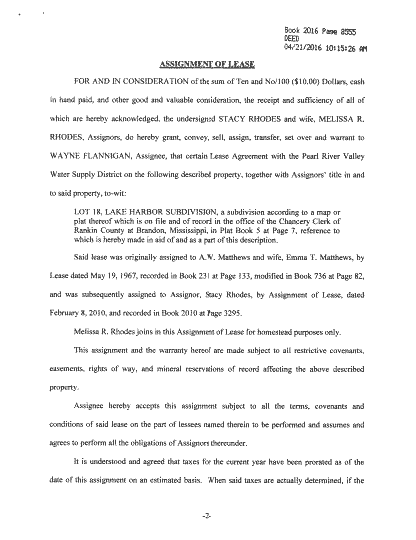 Book 2016 Page 8555
DEED
04/21/2016 10:15:26 AM
ASSIGNMENT OF LEASE
FOR AND IN CONSIDERATION of the sum of Ten and No/100 ($10.00) Dollars, cash
in hand paid, and other good and valuable consideration, the receipt and sufficiency of all of
which are hereby acknowledged, the undersigned STACY RHODES and wife, MELISSA R.
RHODES, Assignors, do hereby grant, convey, sell, assign, transfer, set over and warrant to
WAYNE FLANNIGAN, Assignee, that certain Lease Agreement with the Pearl River Valley
Water Supply District on the following described property, together with Assignors' title in and
to said property, to-wit:
LOT 18, LAKE HARBOR SUBDIVISION, a subdivision according to a map or
plat thereof which is on file and of record in the office of the Chancery Clerk of
Rankin County at Brandon, Mississippi, in Plat Book 5 at Page 7, reference to
which is hereby made in aid of and as a part of this description.
Said lease was originally assigned to A.W. Matthews and wife, Emma T. Matthews, by
Lease dated May 19, 1967, recorded in Book 231 at Page 133, modified in Book 736 at Page 82,
and was subsequently assigned to Assignor, Stacy Rhodes, by Assignment of Lease, dated
February 8, 2010, and recorded in Book 2010 at Page 3295.
Melissa R. Rhodes joins in this Assignment of Lease for homestead purposes only.
This assignment and the warranty hereof are made subject to all restrictive covenants,
easements, rights of way, and mineral reservations of record affecting the above described
property.
Assignee hereby accepts this assignment subject to all the terms, covenants and
conditions of said lease on the part of lessees named therein to be performed and assumes and
agrees to perform all the obligations of Assignors thereunder.
It is understood and agreed that taxes for the current year have been prorated as of the
date of this assignment on an estimated basis. When said taxes are actually determined, if the
-2-